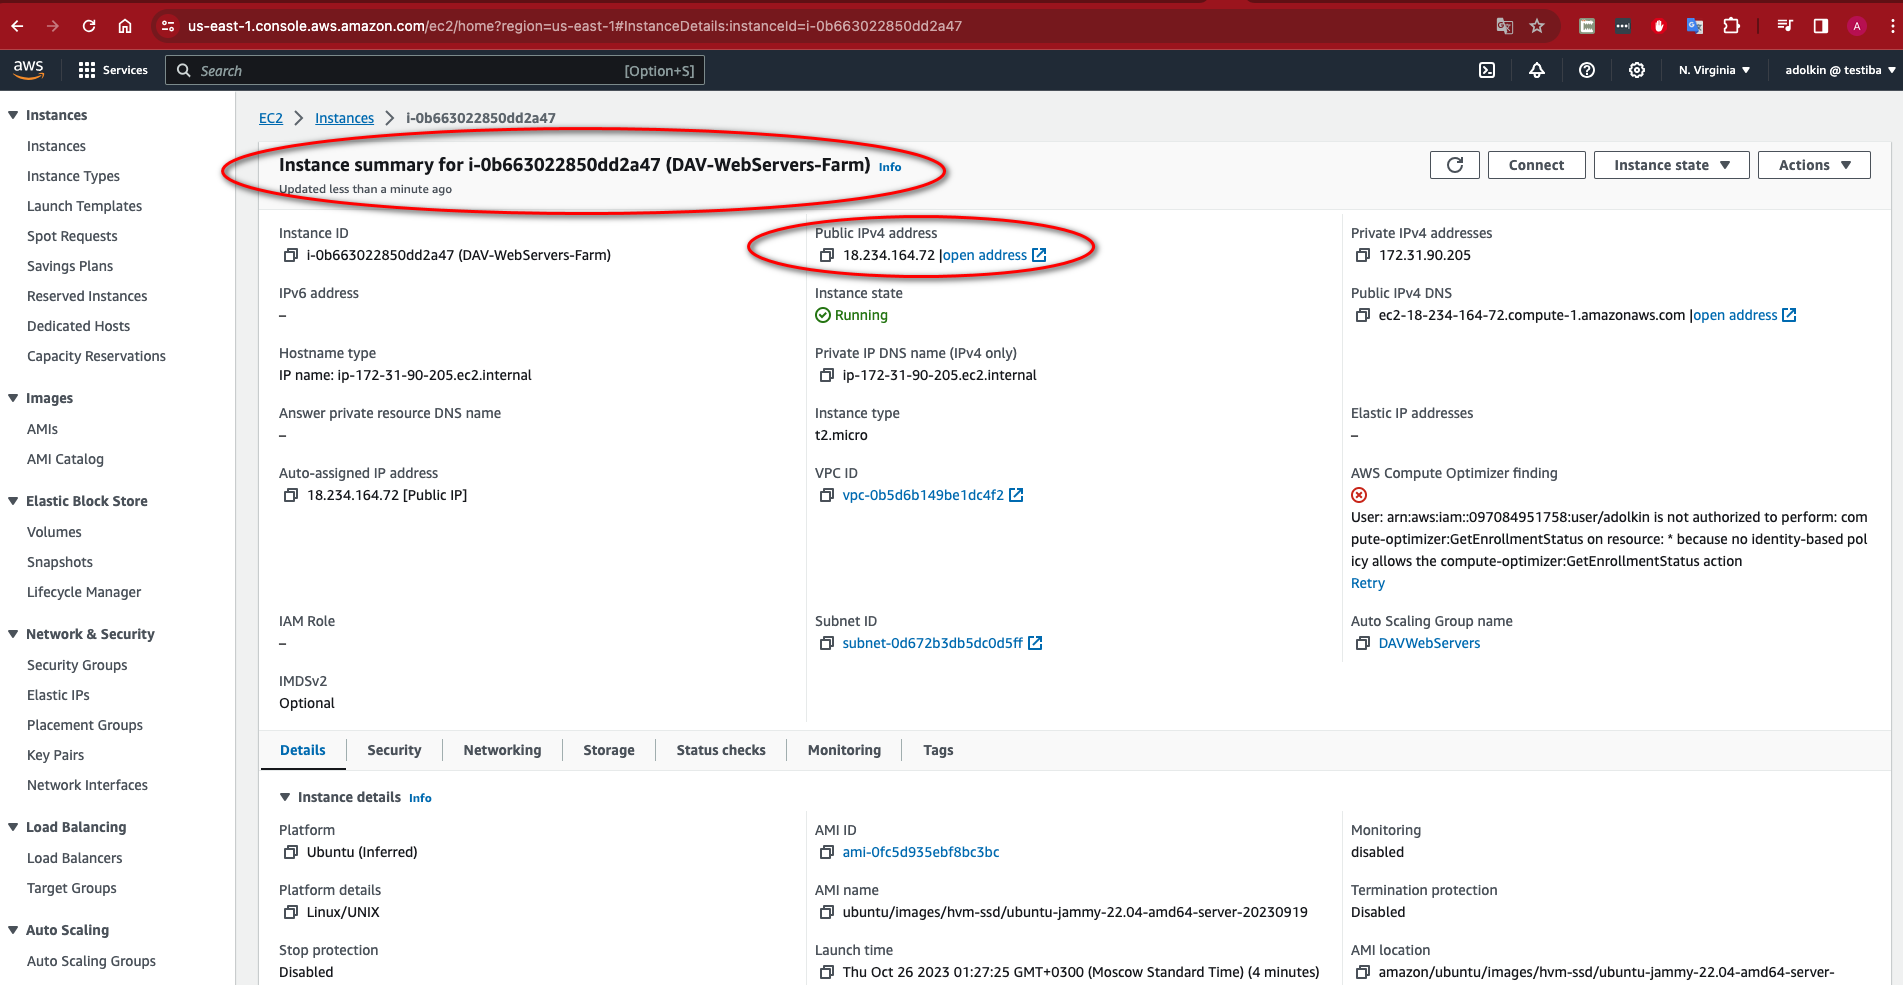 us-east-1.console.aws.amazon.com/ec2/home?region=us-east-1#InstanceDetails:instanceId=i-0b663022850dd2a47
A
aws
Services
Search
[Option+S]
N. Virginia
adolkin @ testiba
Instances
Instances
Instance Types
Launch Templates
Spot Requests
Savings Plans
Reserved Instances
Dedicated Hosts
Capacity Reservations
Images
AMIs
AMI Catalog
Elastic Block Store
Volumes
Snapshots
Lifecycle Manager
Network & Security
Security Groups
Elastic IPs
Placement Groups
Key Pairs
Network Interfaces
Load Balancing
Load Balancers
Target Groups
Auto Scaling
Auto Scaling Groups
EC2
Instances
i-0b663022850dd2a47
Instance summary for i-0b663022850dd2a47 (DAV-WebServers-Farm) Info
Updated less than a minute ago
Connect
Instance state
Actions
Instance ID
i-0b663022850dd2a47 (DAV-WebServers-Farm)
Public IPv4 address
18.234.164.72 |open address
Private IPv4 addresses
172.31.90.205
IPv6 address
–
Instance state
Running
Public IPv4 DNS
ec2-18-234-164-72.compute-1.amazonaws.com |open address
Hostname type
IP name: ip-172-31-90-205.ec2.internal
Private IP DNS name (IPv4 only)
ip-172-31-90-205.ec2.internal
Answer private resource DNS name
–
Instance type
t2.micro
Elastic IP addresses
–
Auto-assigned IP address
18.234.164.72 [Public IP]
VPC ID
vpc-0b5d6b149be1dc4f2
AWS Compute Optimizer finding
User: arn:aws:iam::097084951758:user/adolkin is not authorized to perform: com
pute-optimizer:GetEnrollmentStatus on resource: * because no identity-based pol
icy allows the compute-optimizer:GetEnrollmentStatus action
Retry
IAM Role
–
Subnet ID
subnet-0d672b3db5dc0d5ff
Auto Scaling Group name
DAVWebServers
IMDSv2
Optional
Details
Security
Networking
Storage
Status checks
Monitoring
Tags
Instance details Info
Platform
Ubuntu (Inferred)
AMI ID
ami-0fc5d935ebf8bc3bc
Monitoring
disabled
Platform details
Linux/UNIX
AMI name
ubuntu/images/hvm-ssd/ubuntu-jammy-22.04-amd64-server-20230919
Termination protection
Disabled
Stop protection
Disabled
Launch time
Thu Oct 26 2023 01:27:25 GMT+0300 (Moscow Standard Time) (4 minutes)
AMI location
amazon/ubuntu/images/hvm-ssd/ubuntu-jammy-22.04-amd64-server-